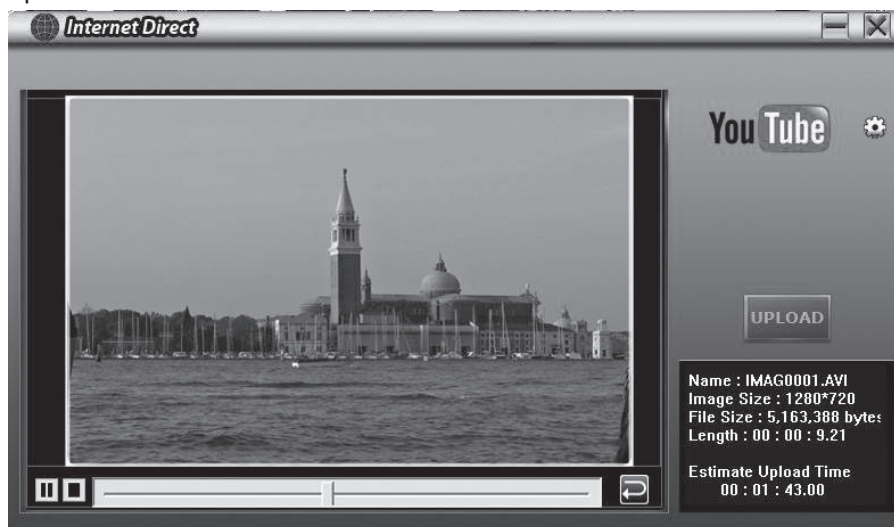 Internet Direct
You Tube
UPLOAD
Name : IMAG0001.AVI
Image Size : 1280*720
File Size : 5,163,388 bytes
Length : 00 : 00 : 9.21
Estimate Upload Time
00 : 01 : 43.00